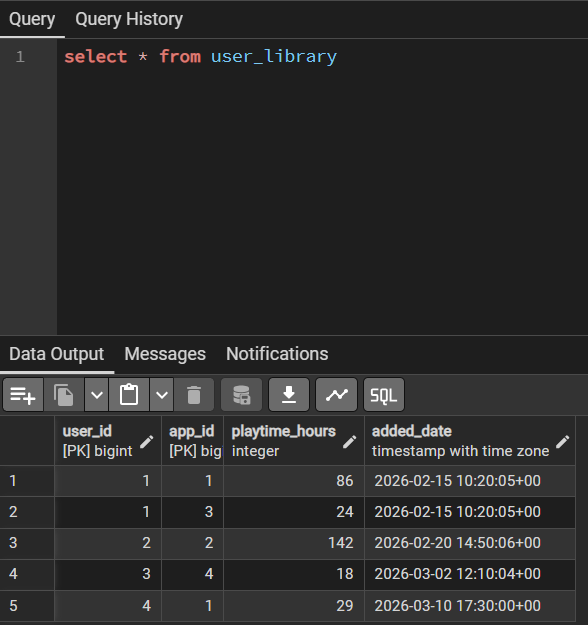 Query Query History
1 select * from user_library
Data Output Messages Notifications
SQL
user_id app_id playtime_hours added_date
[PK] bigint [PK] big integer timestamp with time zone
1 1 1 86 2026-02-15 10:20:05+00
2 1 3 24 2026-02-15 10:20:05+00
3 2 2 142 2026-02-20 14:50:06+00
4 3 4 18 2026-03-02 12:10:04+00
5 4 1 29 2026-03-10 17:30:00+00